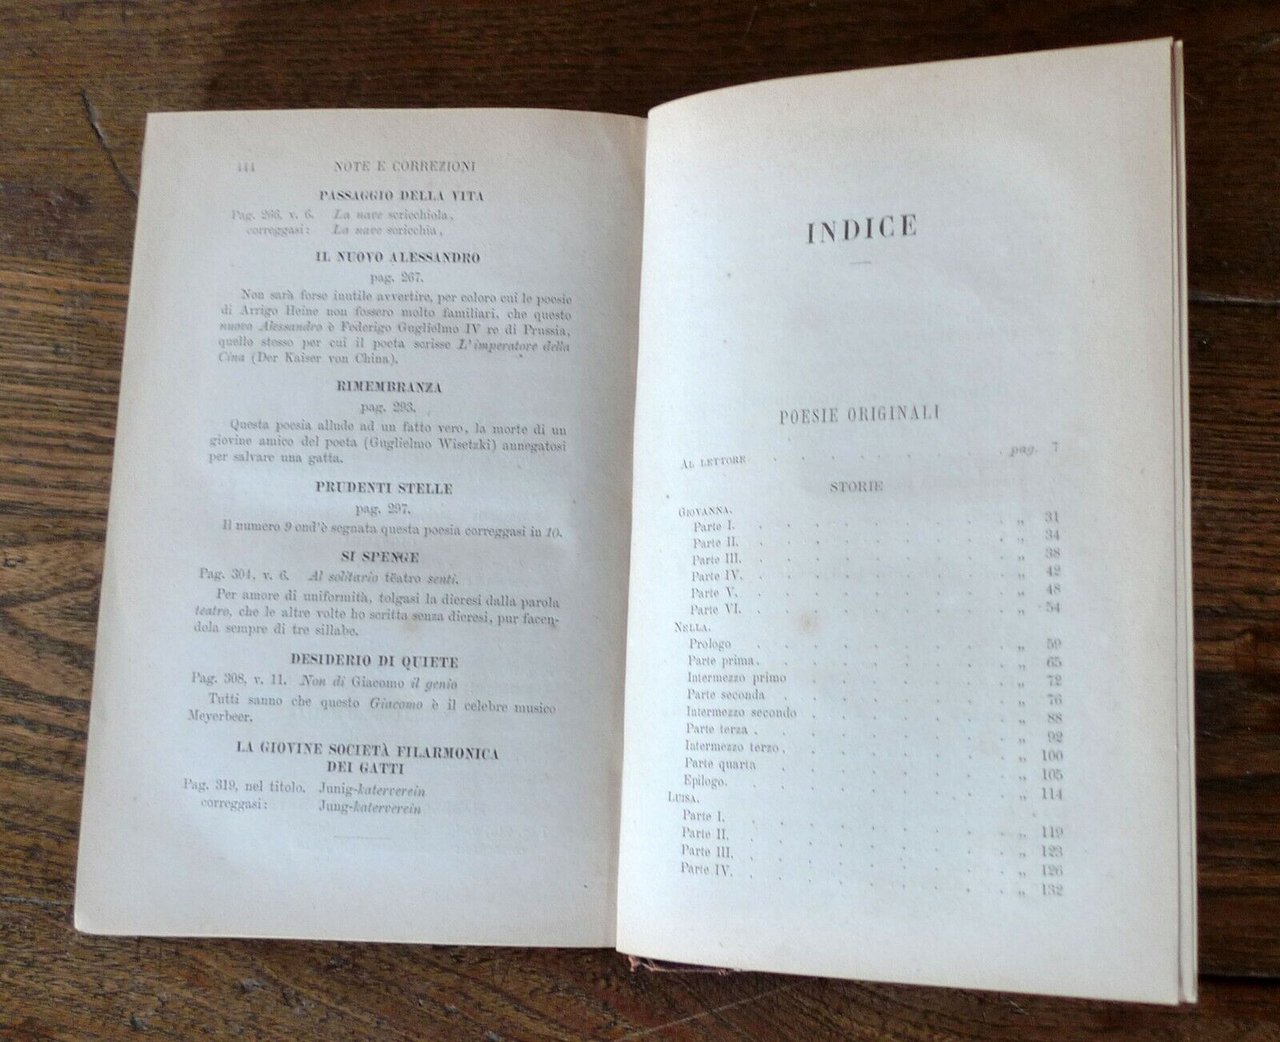 444 NOTE E CORREZIONI
PASSAGGIO DELLA VITA
Pag. 266, v. 6. La nave scricchiola,
correggasi: La nave scricchia,
IL NUOVO ALESSANDRO
pag. 267.
Non sarà forse inutile avvertire, per coloro cui le poesie
di Arrigo Heine non fossero molto familiari, che questo
nuovo Alessandro è Federigo Guglielmo IV re di Prussia,
quello stesso per cui il poeta scrisse L'imperatore della
Cina (Der Kaiser von China).
RIMEMBRANZA
pag. 293.
Questa poesia allude ad un fatto vero, la morte di un
giovine amico del poeta (Guglielmo Wisetzki) annegatosi
per salvare una gatta.
PRUDENTI STELLE
pag. 297.
Il numero 9 ond'è segnata questa poesia correggasi in 10.
SI SPENGE
Pag. 304, v. 6. Al solitario tëatro senti.
Per amore di uniformità, tolgasi la dieresi dalla parola
teatro, che le altre volte ho scritta senza dieresi, pur facen-
dola sempre di tre sillabe.
DESIDERIO DI QUIETE
Pag. 308, v. 11. Non di Giacomo il genio
Tutti sanno che questo Giacomo è il celebre musico
Meyerbeer.
LA GIOVINE SOCIETÀ FILARMONICA
DEI GATTI
Pag. 319, nel titolo. Junig-katerverein
correggasi: Jung-katerverein
INDICE
POESIE ORIGINALI
AL LETTORE . . . . . . . . pag. 7
STORIE
GIOVANNA.
Parte I. . . . . . . . . . „ 31
Parte II. . . . . . . . . . „ 34
Parte III. . . . . . . . . . „ 38
Parte IV. . . . . . . . . . „ 42
Parte V. . . . . . . . . . „ 48
Parte VI. . . . . . . . . . „ 54
NELLA.
Prologo . . . . . . . . . „ 59
Parte prima. . . . . . . . . „ 65
Intermezzo primo . . . . . . . . „ 72
Parte seconda . . . . . . . . „ 76
Intermezzo secondo . . . . . . . „ 88
Parte terza . . . . . . . . . „ 92
Intermezzo terzo. . . . . . . . „ 100
Parte quarta . . . . . . . . „ 105
Epilogo. . . . . . . . . . „ 114
LUISA.
Parte I. . . . . . . . . . „ 119
Parte II. . . . . . . . . . „ 123
Parte III. . . . . . . . . . „ 126
Parte IV. . . . . . . . . . „ 132